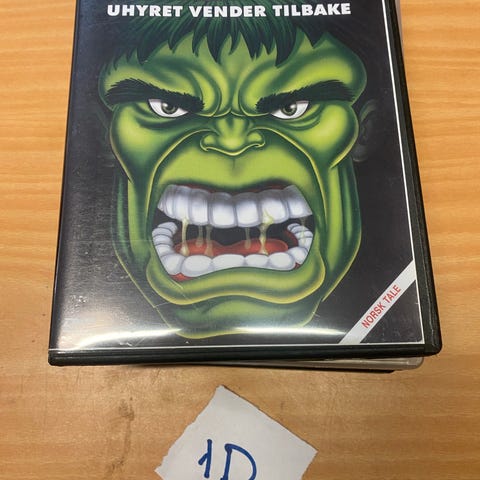 UHYRET VENDER TILBAKE
NORSK TALE
1D